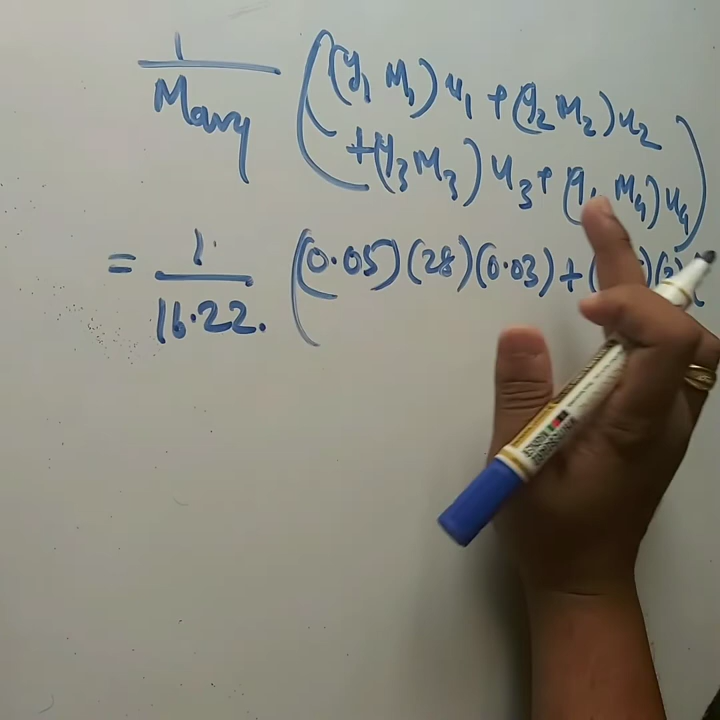 1/Mavg ((y₁ M₁) u₁ + (y₂ M₂) u₂
+ (y₃ M₃) u₃ + (y₄ M₄) u₄)
= 1/16.22. ((0.05)(28)(0.03) + (